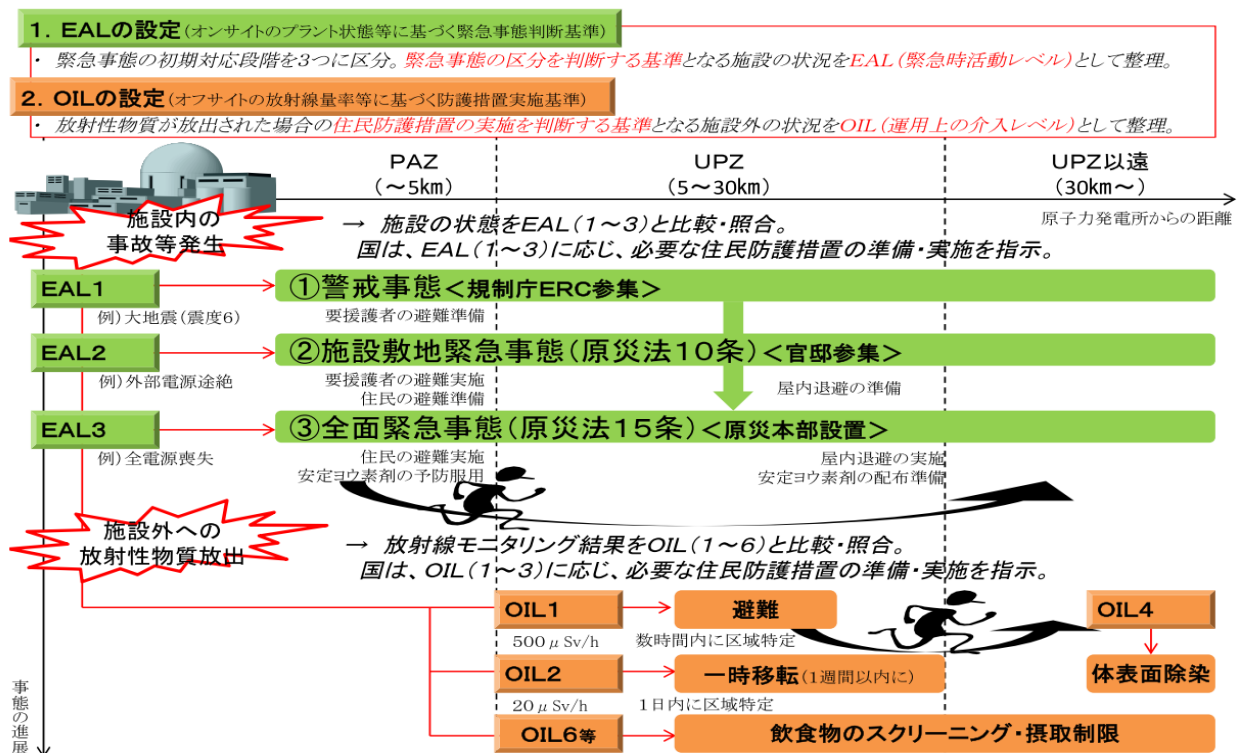 1．EALの設定(オンサイトのプラント状態等に基づく緊急事態判断基準)
・ 緊急事態の初期対応段階を3つに区分。緊急事態の区分を判断する基準となる施設の状況をEAL(緊急時活動レベル)として整理。
2．OILの設定(オフサイトの放射線量率等に基づく防護措置実施基準)
・ 放射性物質が放出された場合の住民防護措置の実施を判断する基準となる施設外の状況をOIL(運用上の介入レベル)として整理。
PAZ
(～5km)
UPZ
(5～30km)
UPZ以遠
(30km～)
原子力発電所からの距離
施設内の
事故等発生
→ 施設の状態をEAL(1～3)と比較・照合。
国は、EAL(1～3)に応じ、必要な住民防護措置の準備・実施を指示。
EAL1
①警戒事態＜規制庁ERC参集＞
例)大地震(震度6)
要援護者の避難準備
EAL2
②施設敷地緊急事態(原災法10条)＜官邸参集＞
例)外部電源途絶
要援護者の避難実施
住民の避難準備
屋内退避の準備
EAL3
③全面緊急事態(原災法15条)＜原災本部設置＞
例)全電源喪失
住民の避難実施
安定ヨウ素剤の予防服用
屋内退避の実施
安定ヨウ素剤の配布準備
施設外への
放射性物質放出
→ 放射線モニタリング結果をOIL(1～6)と比較・照合。
国は、OIL(1～3)に応じ、必要な住民防護措置の準備・実施を指示。
OIL1
避難
OIL4
500μSv/h
数時間内に区域特定
OIL2
一時移転(1週間以内に)
体表面除染
20μSv/h
1日内に区域特定
OIL6等
飲食物のスクリーニング・摂取制限
事態の進展